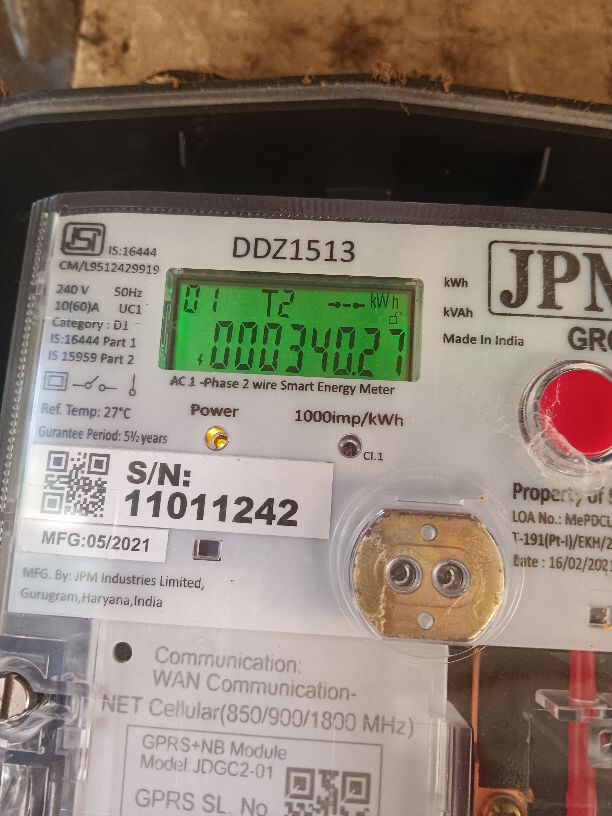 IS:16444
CM/L9512429919
DDZ1513
240 V 50Hz
10(60)A UC1
Category : D1
IS:16444 Part 1
IS 15959 Part 2
01 T2 kWh
000340.27
kWh
kVAh
Made In India
JPM
AC 1 -Phase 2 wire Smart Energy Meter
Ref. Temp: 27°C
Gurantee Period: 5½ years
Power
1000imp/kWh
Cl.1
S/N:
11011242
MFG:05/2021
MFG. By: JPM Industries Limited,
Gurugram,Haryana,India
Property of
LOA No.: MePDCL
T-191(Pt-I)/EKH/2
Date : 16/02/2021
Communication:
WAN Communication-
NET Cellular(850/900/1800 MHz)
GPRS+NB Module
Model: JDGC2-01
GPRS SL. No